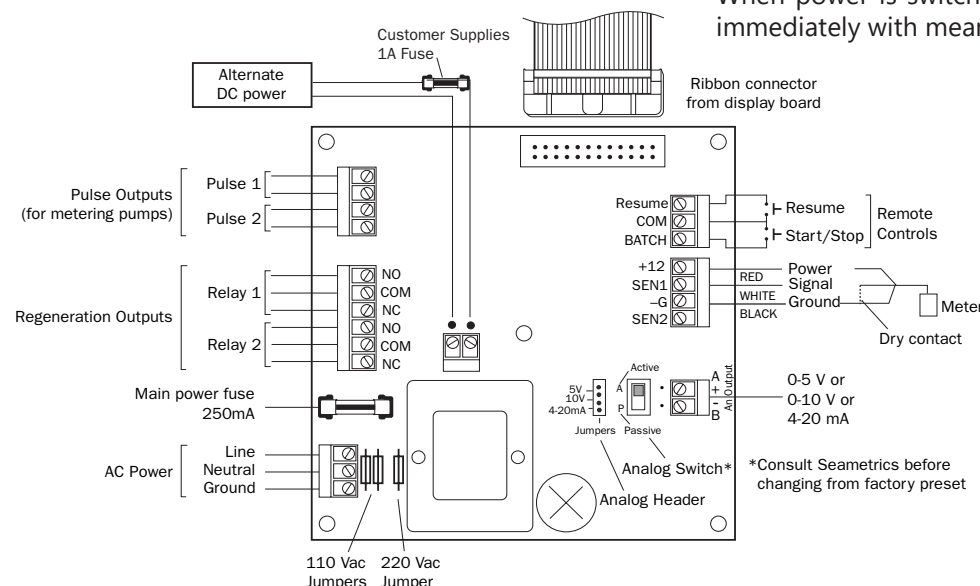 When power is switch
immediately with mear
Customer Supplies
1A Fuse
Alternate
DC power
Ribbon connector
from display board
Pulse Outputs
(for metering pumps)
Pulse 1
Pulse 2
Resume
COM
BATCH
Resume
Start/Stop
Remote
Controls
+12
SEN1
–G
SEN2
RED
WHITE
BLACK
Power
Signal
Ground
Meter
Dry contact
Regeneration Outputs
Relay 1
Relay 2
NO
COM
NC
NO
COM
NC
Main power fuse
250mA
5V
10V
4-20mA
Jumpers
Active
A
P
Passive
A
+
-
B
An Output
0-5 V or
0-10 V or
4-20 mA
AC Power
Line
Neutral
Ground
Analog Switch*
Analog Header
*Consult Seametrics before
changing from factory preset
110 Vac
Jumpers
220 Vac
Jumper